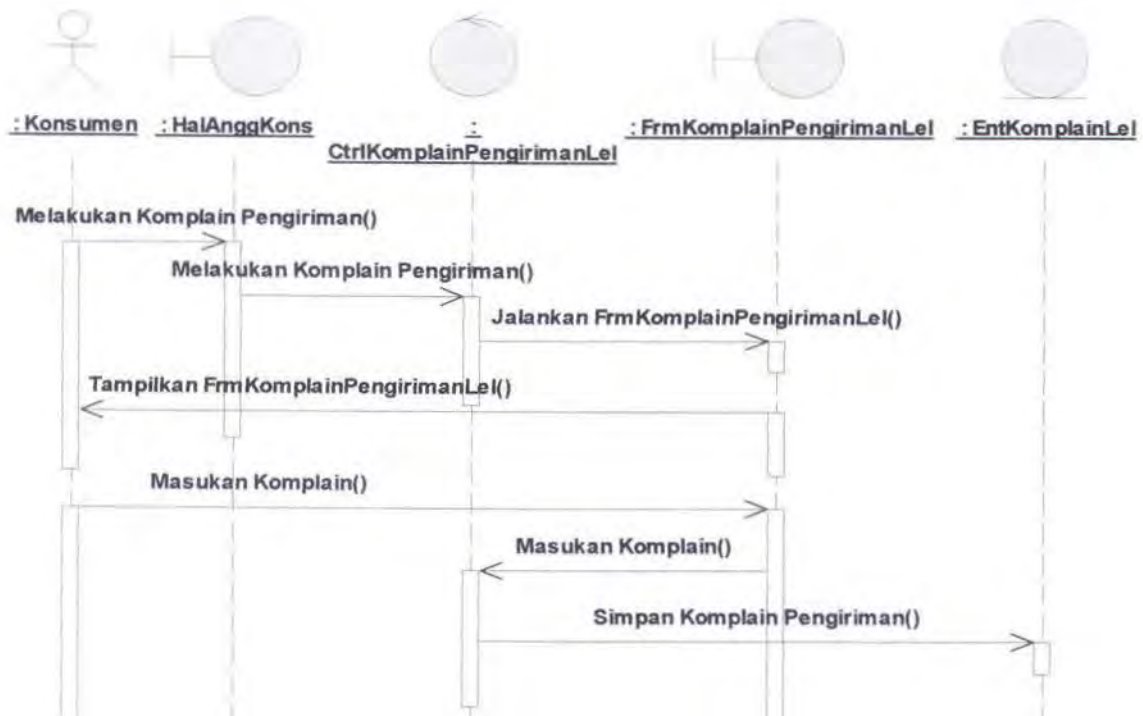 : Konsumen
: HalAnggKons
:
CtrlKomplainPengirimanLel
: FrmKomplainPengirimanLel
: EntKomplainLel
Melakukan Komplain Pengiriman()
Melakukan Komplain Pengiriman()
Jalankan FrmKomplainPengirimanLel()
Tampilkan FrmKomplainPengirimanLel()
Masukan Komplain()
Masukan Komplain()
Simpan Komplain Pengiriman()